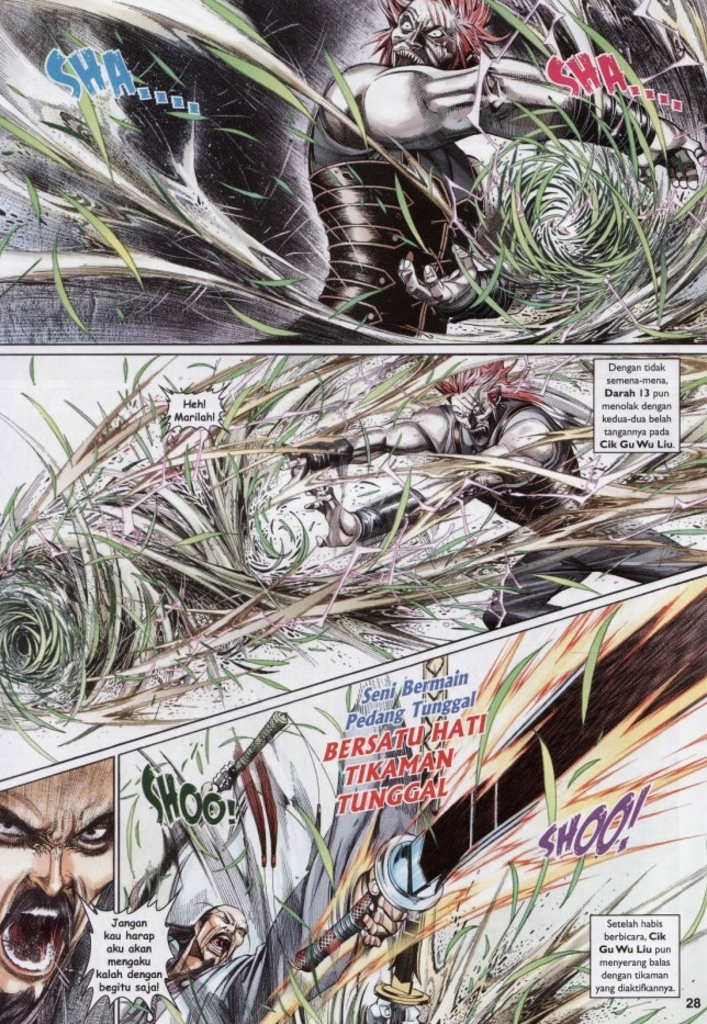 SHA.....
SHA.....
Dengan tidak
semena-mena,
Darah 13 pun
menolak dengan
kedua-dua belah
tangannya pada
Cik Gu Wu Liu.
Heh!
Marilah!
Seni Bermain
Pedang Tunggal
BERSATU HATI
TIKAMAN
TUNGGAL
SHOO!
SHOO!
Jangan
kau harap
aku akan
mengaku
kalah dengan
begitu saja!
Setelah habis
berbicara, Cik
Gu Wu Liu pun
menyerang balas
dengan tikaman
yang diaktifkannya.
28